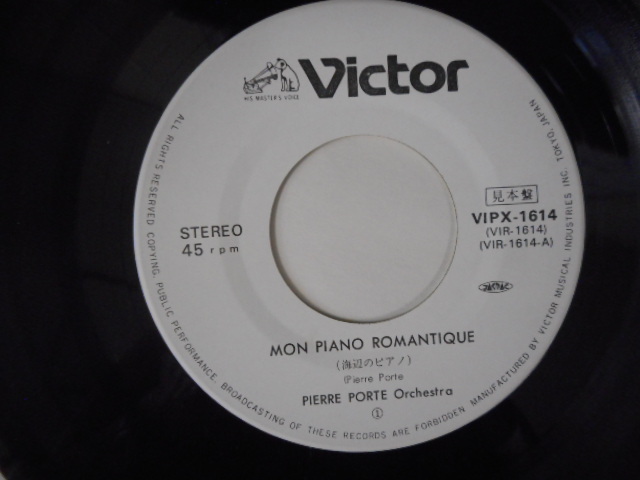 HIS MASTER'S VOICE
Victor
見本盤
VIPX-1614
(VIR-1614)
(VIR-1614-A)
JASRAC
STEREO
45 rpm
MON PIANO ROMANTIQUE
(海辺のピアノ)
(Pierre Porte
PIERRE PORTE Orchestra
①
ALL RIGHTS RESERVED COPYING, PUBLIC PERFORMANCE, BROADCASTING OF THESE RECORDS ARE FORBIDDEN MANUFACTURED BY VICTOR MUSICAL INDUSTRIES INC. TOKYO, JAPAN